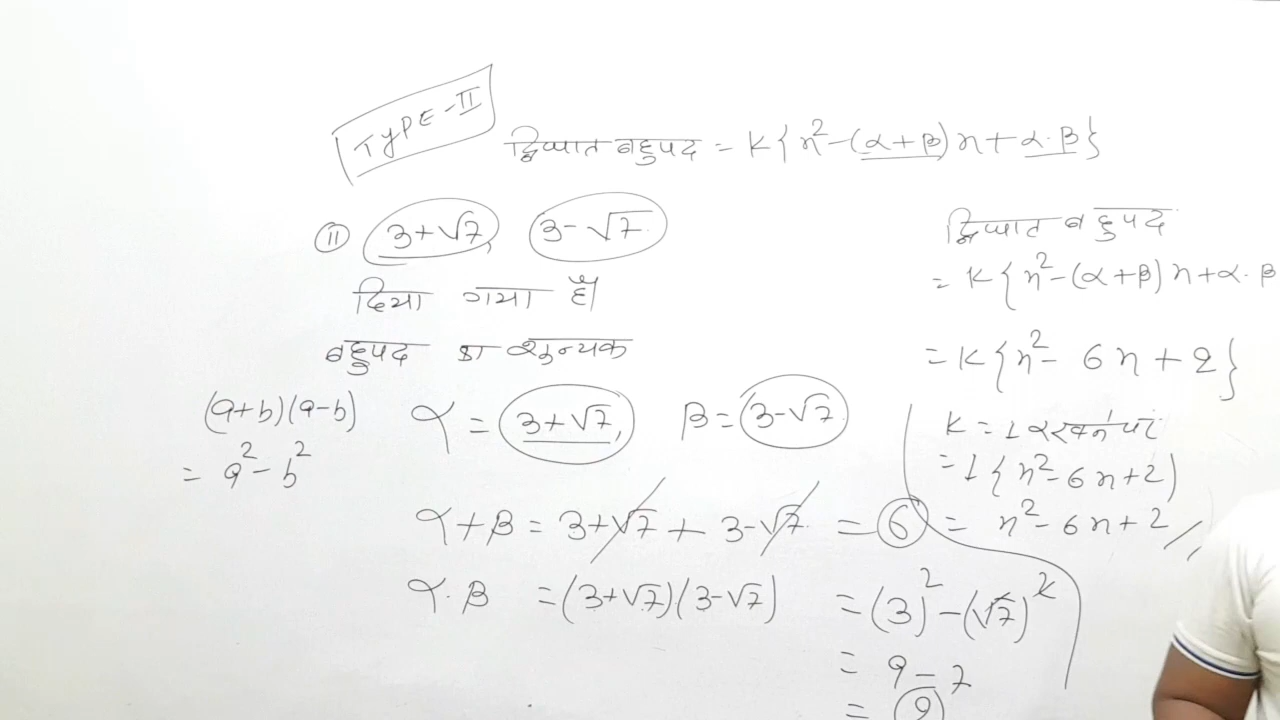 TYPE-II
द्विघात बहुपद = K{x² - (α+β)x + α.β}
(ii) 3+√7, 3-√7
दिया गया है
बहुपद का शून्यक
α = 3+√7, β = 3-√7
(a+b)(a-b)
= a² - b²
α+β = 3+√7 + 3-√7 = 6
α.β = (3+√7)(3-√7) = (3)² - (√7)²
= 9 - 7
= 2
द्विघात बहुपद
= K{x² - (α+β)x + α.β
= K{x² - 6x + 2}
K = 1 रखने पर
= 1{x² - 6x + 2)
= x² - 6x + 2